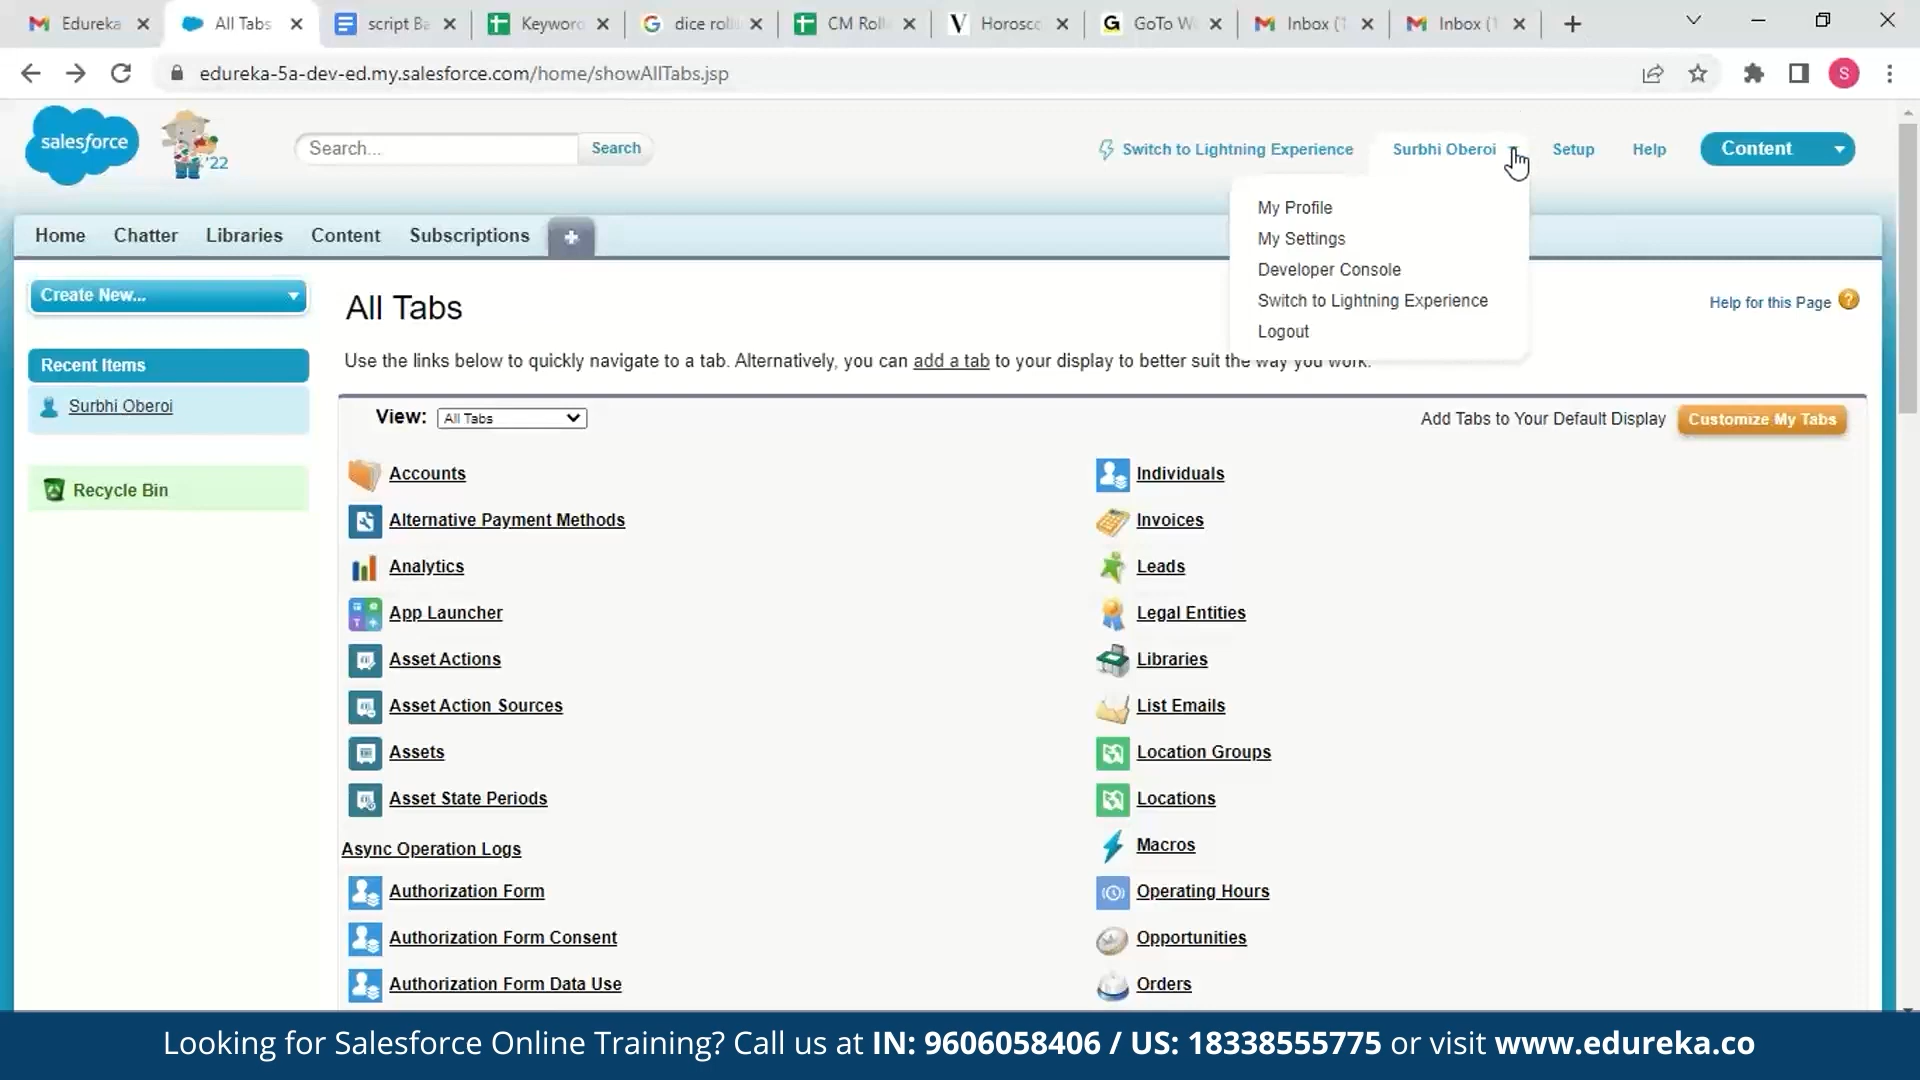 Edureka
All Tabs
script Ba
Keyword
dice rolli
CM Roll
Horosco
GoTo W
Inbox (1
Inbox (1
edureka-5a-dev-ed.my.salesforce.com/home/showAllTabs.jsp
S
salesforce
'22
Search...
Search
Switch to Lightning Experience
Surbhi Oberoi
Setup
Help
Content
My Profile
My Settings
Developer Console
Switch to Lightning Experience
Logout
Home
Chatter
Libraries
Content
Subscriptions
Create New...
Recent Items
Surbhi Oberoi
Recycle Bin
All Tabs
Help for this Page
Use the links below to quickly navigate to a tab. Alternatively, you can add a tab to your display to better suit the way you work.
View: All Tabs
Add Tabs to Your Default Display
Customize My Tabs
Accounts
Alternative Payment Methods
Analytics
App Launcher
Asset Actions
Asset Action Sources
Assets
Asset State Periods
Async Operation Logs
Authorization Form
Authorization Form Consent
Authorization Form Data Use
Individuals
Invoices
Leads
Legal Entities
Libraries
List Emails
Location Groups
Locations
Macros
Operating Hours
Opportunities
Orders
Looking for Salesforce Online Training? Call us at IN: 9606058406 / US: 18338555775 or visit www.edureka.co